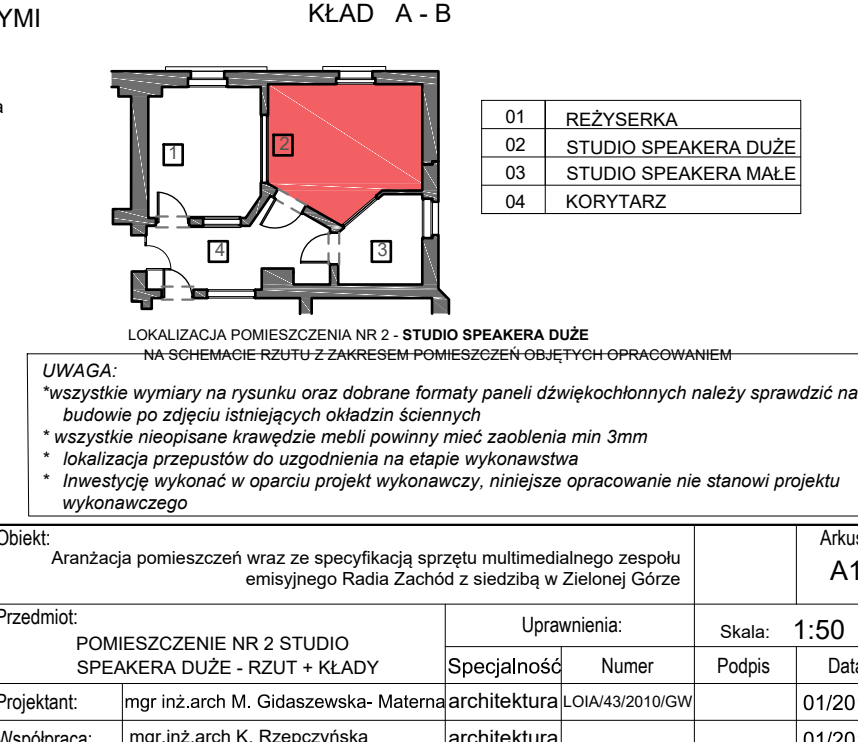 YMI
KŁAD A - B
a
1
2
3
4
01 REŻYSERKA
02 STUDIO SPEAKERA DUŻE
03 STUDIO SPEAKERA MAŁE
04 KORYTARZ
LOKALIZACJA POMIESZCZENIA NR 2 - STUDIO SPEAKERA DUŻE
NA SCHEMACIE RZUTU Z ZAKRESEM POMIESZCZEŃ OBJĘTYCH OPRACOWANIEM
UWAGA:
*wszystkie wymiary na rysunku oraz dobrane formaty paneli dźwiękochłonnych należy sprawdzić na
budowie po zdjęciu istniejących okładzin ściennych
* wszystkie nieopisane krawędzie mebli powinny mieć zaoblenia min 3mm
* lokalizacja przepustów do uzgodnienia na etapie wykonawstwa
* Inwestycję wykonać w oparciu projekt wykonawczy, niniejsze opracowanie nie stanowi projektu
wykonawczego
Obiekt:
Aranżacja pomieszczeń wraz ze specyfikacją sprzętu multimedialnego zespołu
emisyjnego Radia Zachód z siedzibą w Zielonej Górze
Arkus
A1
Przedmiot:
POMIESZCZENIE NR 2 STUDIO
SPEAKERA DUŻE - RZUT + KŁADY
Uprawnienia:
Skala: 1:50
Specjalność Numer Podpis Data
Projektant: mgr inż.arch M. Gidaszewska- Materna architektura LOIA/43/2010/GW 01/20
Współpraca: mgr.inż.arch K. Rzepczyńska architektura 01/20